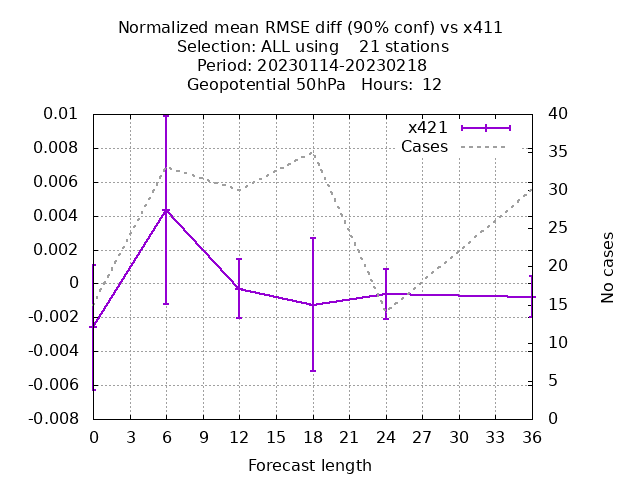 Normalized mean RMSE diff (90% conf) vs x411
Selection: ALL using    21 stations
Period: 20230114-20230218
Geopotential 50hPa   Hours:  12
x421
Cases
0.01
0.008
0.006
0.004
0.002
0
-0.002
-0.004
-0.006
-0.008
40
35
30
25
20
15
10
5
0
No cases
0 3 6 9 12 15 18 21 24 27 30 33 36
Forecast length